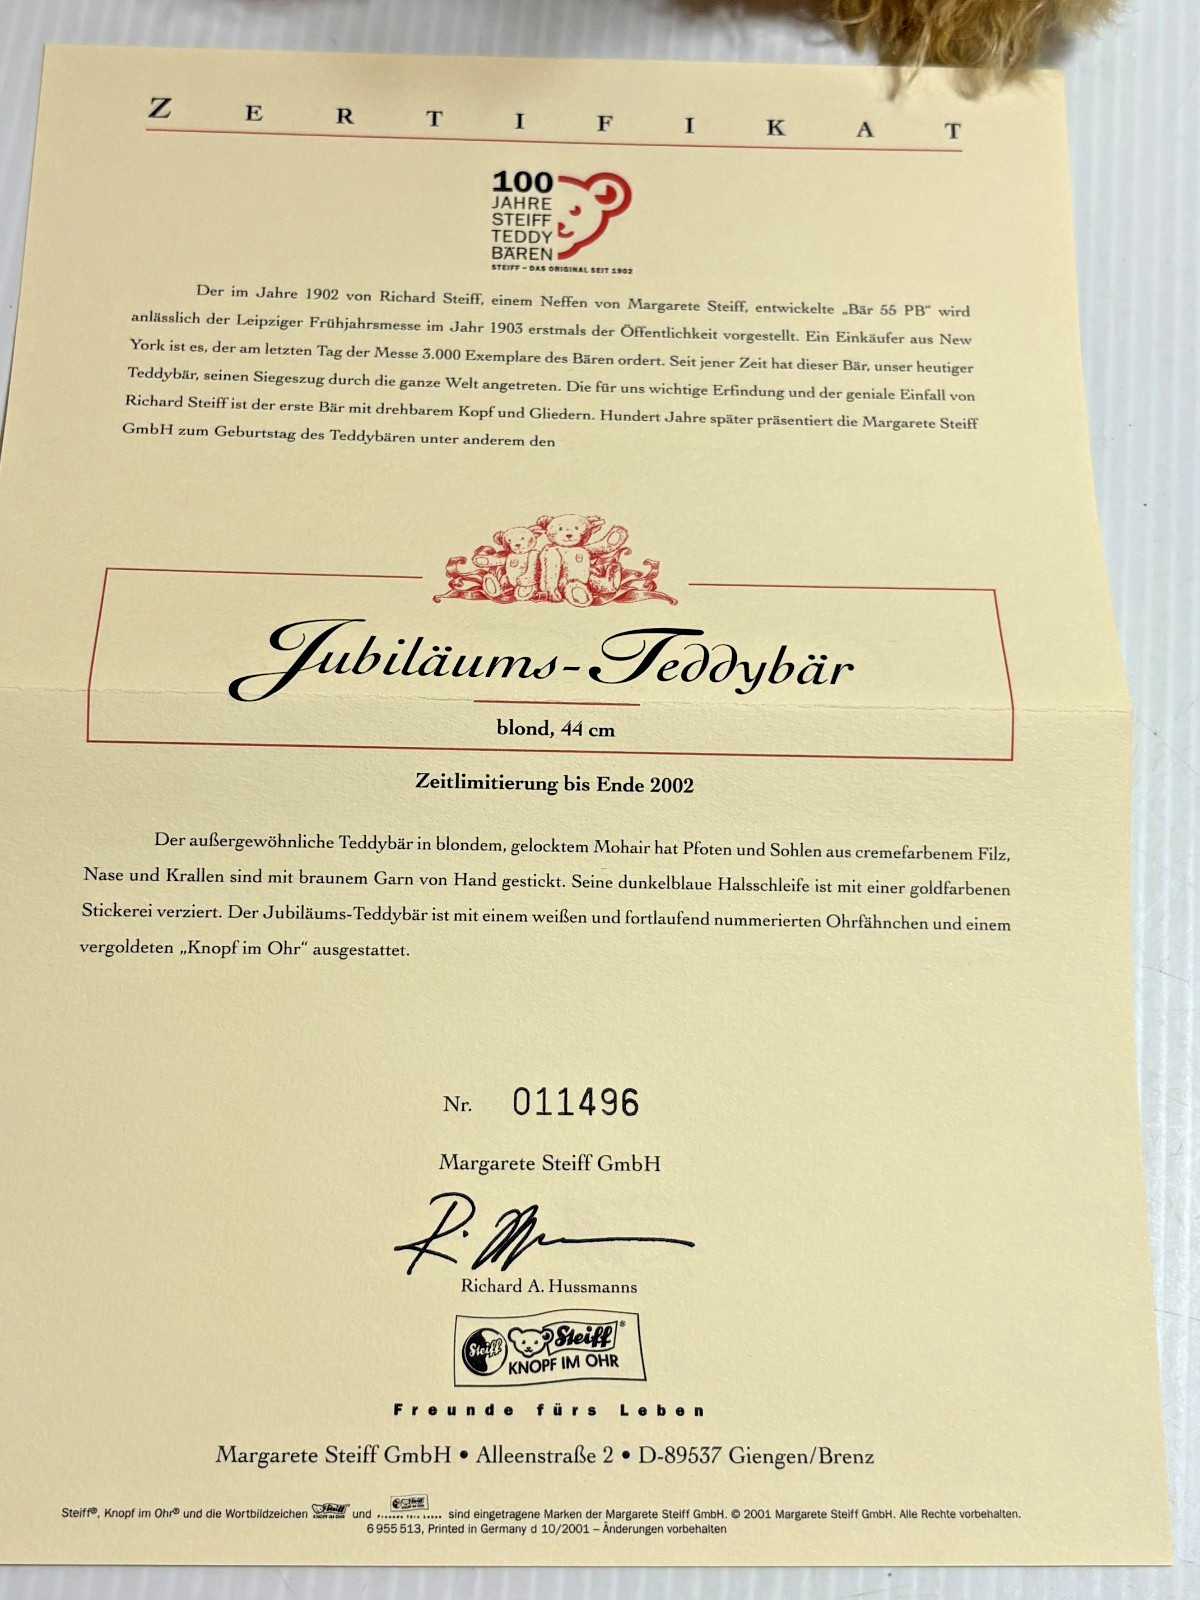 ZERTIFIKAT
100
JAHRE
STEIFF
TEDDY
BÄREN
STEIFF – DAS ORIGINAL SEIT 1902
Der im Jahre 1902 von Richard Steiff, einem Neffen von Margarete Steiff, entwickelte „Bär 55 PB“ wird
anlässlich der Leipziger Frühjahrsmesse im Jahr 1903 erstmals der Öffentlichkeit vorgestellt. Ein Einkäufer aus New
York ist es, der am letzten Tag der Messe 3.000 Exemplare des Bären ordert. Seit jener Zeit hat dieser Bär, unser heutiger
Teddybär, seinen Siegeszug durch die ganze Welt angetreten. Die für uns wichtige Erfindung und der geniale Einfall von
Richard Steiff ist der erste Bär mit drehbarem Kopf und Gliedern. Hundert Jahre später präsentiert die Margarete Steiff
GmbH zum Geburtstag des Teddybären unter anderem den
Jubiläums-Teddybär
blond, 44 cm
Zeitlimitierung bis Ende 2002
Der außergewöhnliche Teddybär in blondem, gelocktem Mohair hat Pfoten und Sohlen aus cremefarbenem Filz,
Nase und Krallen sind mit braunem Garn von Hand gestickt. Seine dunkelblaue Halsschleife ist mit einer goldfarbenen
Stickerei verziert. Der Jubiläums-Teddybär ist mit einem weißen und fortlaufend nummerierten Ohrfähnchen und einem
vergoldeten „Knopf im Ohr“ ausgestattet.
Nr. 011496
Margarete Steiff GmbH
Richard A. Hussmanns
Steiff Steiff®
KNOPF IM OHR
Freunde fürs Leben
Margarete Steiff GmbH • Alleenstraße 2 • D-89537 Giengen/Brenz
Steiff®, Knopf im Ohr® und die Wortbildzeichen Steiff KNOPF IM OHR und sind eingetragene Marken der Margarete Steiff GmbH. © 2001 Margarete Steiff GmbH. Alle Rechte vorbehalten.
6 955 513, Printed in Germany d 10/2001 – Änderungen vorbehalten